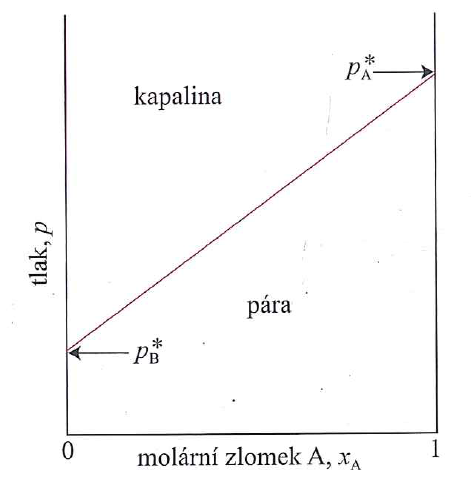 p*A
kapalina
tlak, p
pára
p*B
0
1
molární zlomek A, xA